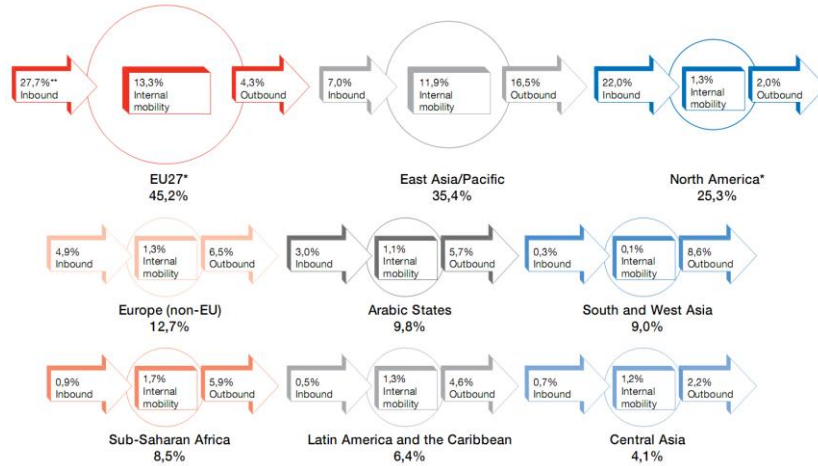 27,7%** Inbound
13,3% Internal mobility
4,3% Outbound
7,0% Inbound
11,9% Internal mobility
16,5% Outbound
22,0% Inbound
1,3% Internal mobility
2,0% Outbound
EU27*
45,2%
East Asia/Pacific
35,4%
North America*
25,3%
4,9% Inbound
1,3% Internal mobility
6,5% Outbound
3,0% Inbound
1,1% Internal mobility
5,7% Outbound
0,3% Inbound
0,1% Internal mobility
8,6% Outbound
Europe (non-EU)
12,7%
Arabic States
9,8%
South and West Asia
9,0%
0,9% Inbound
1,7% Internal mobility
5,9% Outbound
0,5% Inbound
1,3% Internal mobility
4,6% Outbound
0,7% Inbound
1,2% Internal mobility
2,2% Outbound
Sub-Saharan Africa
8,5%
Latin America and the Caribbean
6,4%
Central Asia
4,1%